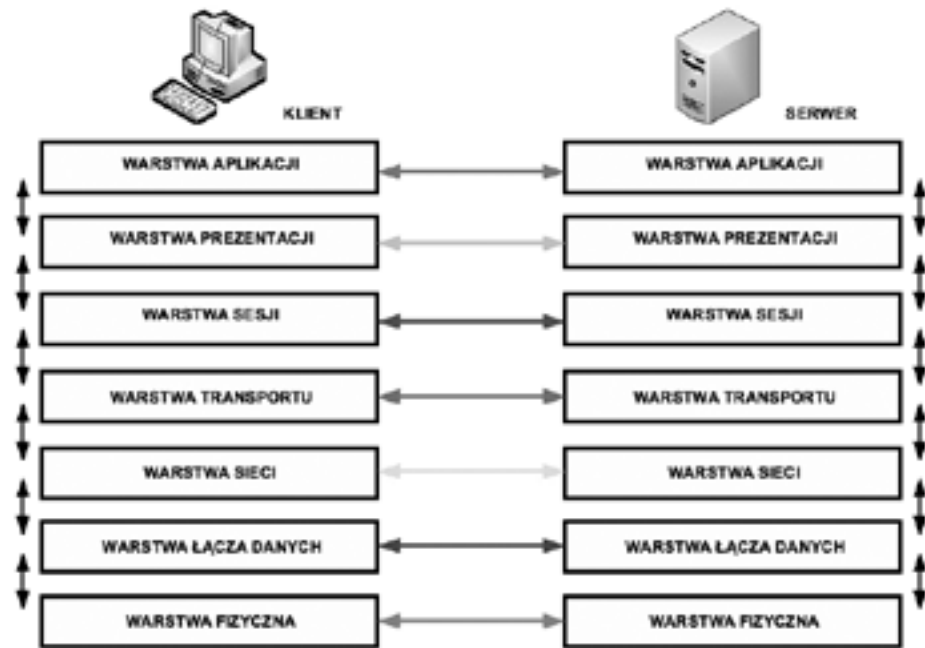 KLIENT
SERWER
WARSTWA APLIKACJI
WARSTWA APLIKACJI
WARSTWA PREZENTACJI
WARSTWA PREZENTACJI
WARSTWA SESJI
WARSTWA SESJI
WARSTWA TRANSPORTU
WARSTWA TRANSPORTU
WARSTWA SIECI
WARSTWA SIECI
WARSTWA ŁĄCZA DANYCH
WARSTWA ŁĄCZA DANYCH
WARSTWA FIZYCZNA
WARSTWA FIZYCZNA